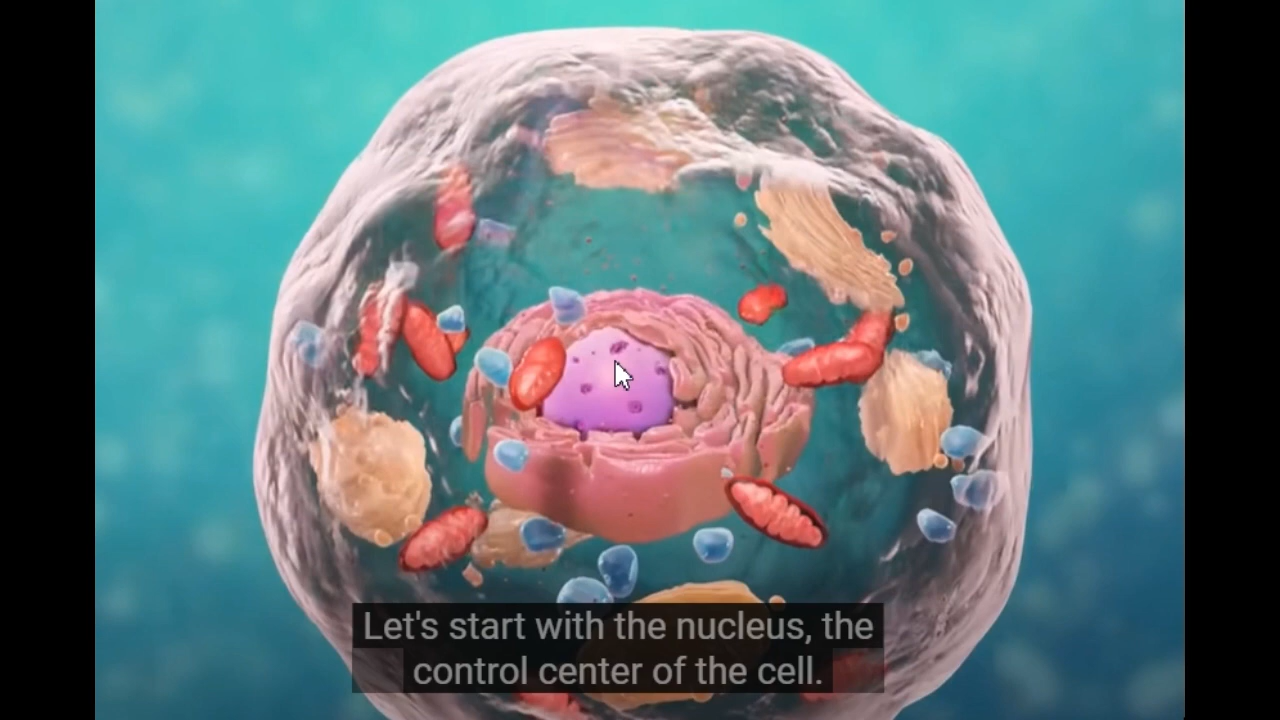 Let's start with the nucleus, the
control center of the cell.